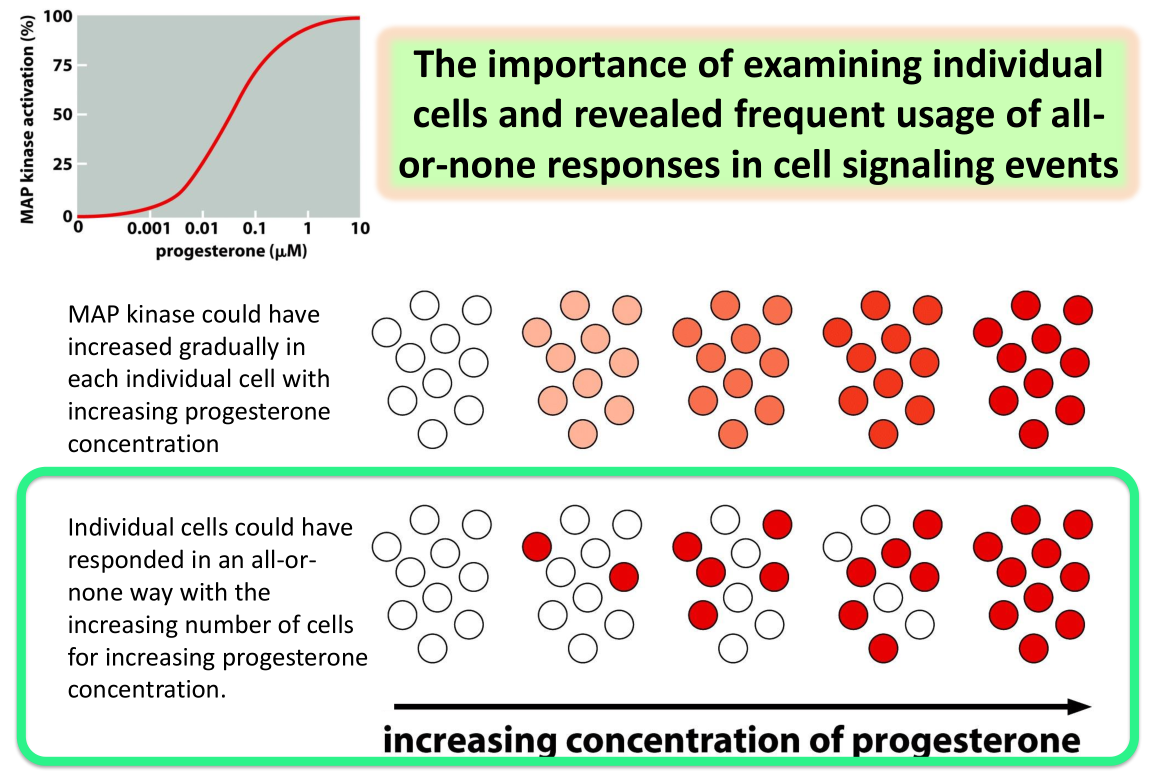 100
75
50
25
0
MAP kinase activation (%)
0 0.001 0.01 0.1 1 10
progesterone (µM)
The importance of examining individual
cells and revealed frequent usage of all-
or-none responses in cell signaling events
MAP kinase could have
increased gradually in
each individual cell with
increasing progesterone
concentration
Individual cells could have
responded in an all-or-
none way with the
increasing number of cells
for increasing progesterone
concentration.
increasing concentration of progesterone